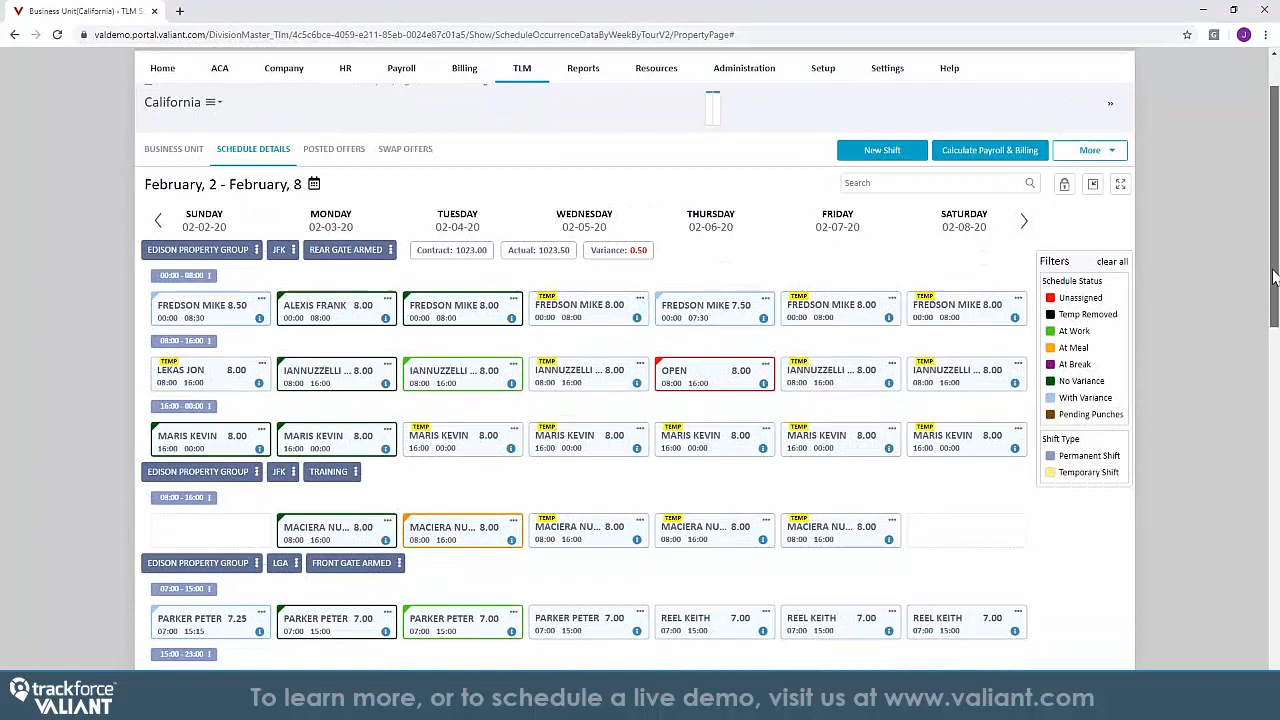 Business Unit(California) • TLM S
valdemo.portal.valiant.com/DivisionMaster_Tlm/4c5c6bce-4059-e211-85eb-0024e87c01a5/Show/ScheduleOccurrenceDataByWeekByTourV2/PropertyPage#
Home ACA Company HR Payroll Billing TLM Reports Resources Administration Setup Settings Help
California
BUSINESS UNIT SCHEDULE DETAILS POSTED OFFERS SWAP OFFERS New Shift Calculate Payroll & Billing More
February, 2 - February, 8 Search
SUNDAY MONDAY TUESDAY WEDNESDAY THURSDAY FRIDAY SATURDAY
02-02-20 02-03-20 02-04-20 02-05-20 02-06-20 02-07-20 02-08-20
EDISON PROPERTY GROUP JFK REAR GATE ARMED Contract: 1023.00 Actual: 1023.50 Variance: 0.50
00:00 - 08:00
TEMP TEMP TEMP
FREDSON MIKE 8.50 ALEXIS FRANK 8.00 FREDSON MIKE 8.00 FREDSON MIKE 8.00 FREDSON MIKE 7.50 FREDSON MIKE 8.00 FREDSON MIKE 8.00
00:00 08:30 00:00 08:00 00:00 08:00 00:00 08:00 00:00 07:30 00:00 08:00 00:00 08:00
08:00 - 16:00
TEMP TEMP TEMP TEMP
LEKAS JON 8.00 IANNUZZELLI ... 8.00 IANNUZZELLI ... 8.00 IANNUZZELLI ... 8.00 OPEN 8.00 IANNUZZELLI ... 8.00 IANNUZZELLI ... 8.00
08:00 16:00 08:00 16:00 08:00 16:00 08:00 16:00 08:00 16:00 08:00 16:00 08:00 16:00
16:00 - 00:00
TEMP TEMP TEMP TEMP TEMP
MARIS KEVIN 8.00 MARIS KEVIN 8.00 MARIS KEVIN 8.00 MARIS KEVIN 8.00 MARIS KEVIN 8.00 MARIS KEVIN 8.00 MARIS KEVIN 8.00
16:00 00:00 16:00 00:00 16:00 00:00 16:00 00:00 16:00 00:00 16:00 00:00 16:00 00:00
EDISON PROPERTY GROUP JFK TRAINING
08:00 - 16:00
TEMP TEMP TEMP
MACIERA NU... 8.00 MACIERA NU... 8.00 MACIERA NU... 8.00 MACIERA NU... 8.00 MACIERA NU... 8.00
08:00 16:00 08:00 16:00 08:00 16:00 08:00 16:00 08:00 16:00
EDISON PROPERTY GROUP LGA FRONT GATE ARMED
07:00 - 15:00
PARKER PETER 7.25 PARKER PETER 7.00 PARKER PETER 7.00 PARKER PETER 7.00 REEL KEITH 7.00 REEL KEITH 7.00 REEL KEITH 7.00
07:00 15:15 07:00 15:00 07:00 15:00 07:00 15:00 07:00 15:00 07:00 15:00 07:00 15:00
15:00 - 23:00
Filters clear all
Schedule Status
Unassigned
Temp Removed
At Work
At Meal
At Break
No Variance
With Variance
Pending Punches
Shift Type
Permanent Shift
Temporary Shift
trackforce
VALIANT
To learn more, or to schedule a live demo, visit us at www.valiant.com